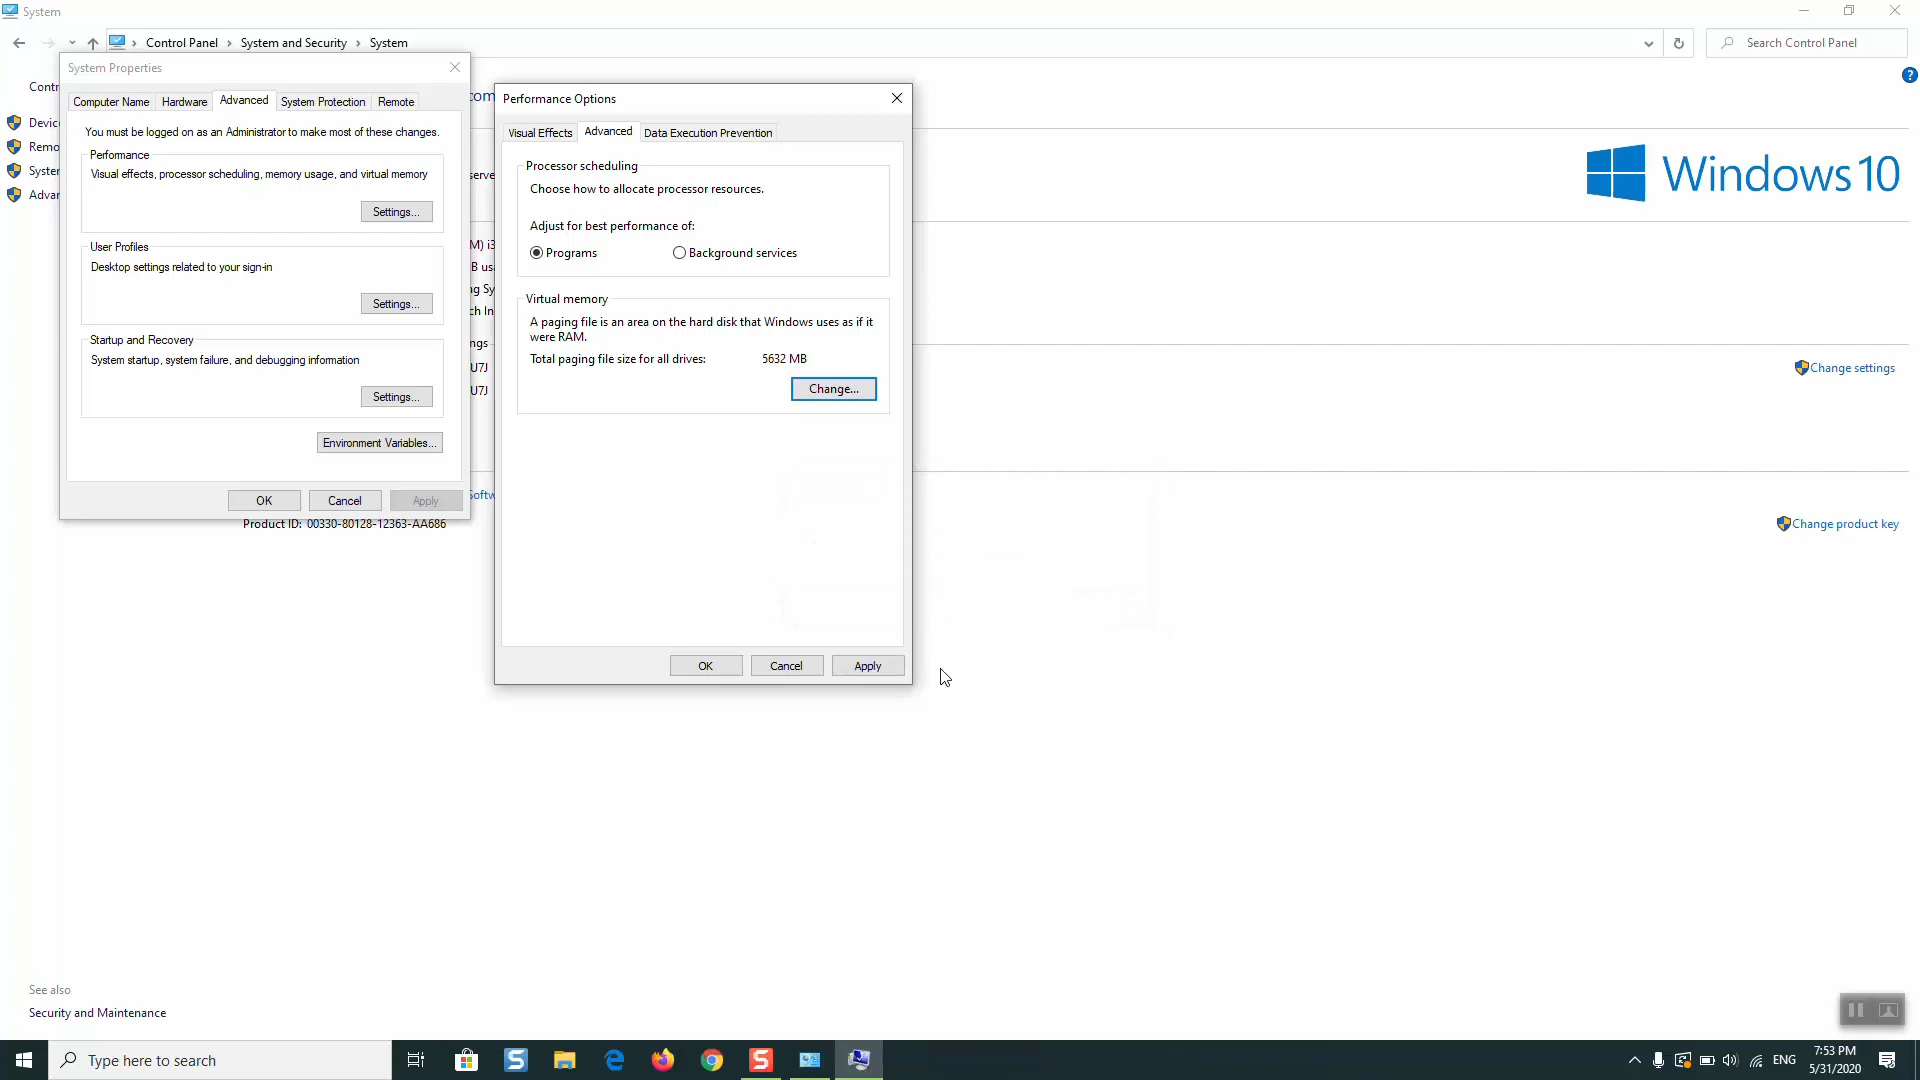 System
Control Panel
System and Security
System
Search Control Panel
System Properties
Computer Name
Hardware
Advanced
System Protection
Remote
You must be logged on as an Administrator to make most of these changes.
Performance
Visual effects, processor scheduling, memory usage, and virtual memory
Settings...
User Profiles
Desktop settings related to your sign-in
Settings...
Startup and Recovery
System startup, system failure, and debugging information
Settings...
Environment Variables...
OK
Cancel
Apply
Performance Options
Visual Effects
Advanced
Data Execution Prevention
Processor scheduling
Choose how to allocate processor resources.
Adjust for best performance of:
Programs
Background services
Virtual memory
A paging file is an area on the hard disk that Windows uses as if it
were RAM.
Total paging file size for all drives:
5632 MB
Change...
OK
Cancel
Apply
Windows 10
?
Change settings
Product ID: 00330-80128-12363-AA686
Change product key
See also
Security and Maintenance
Type here to search
ENG
7:53 PM
5/31/2020